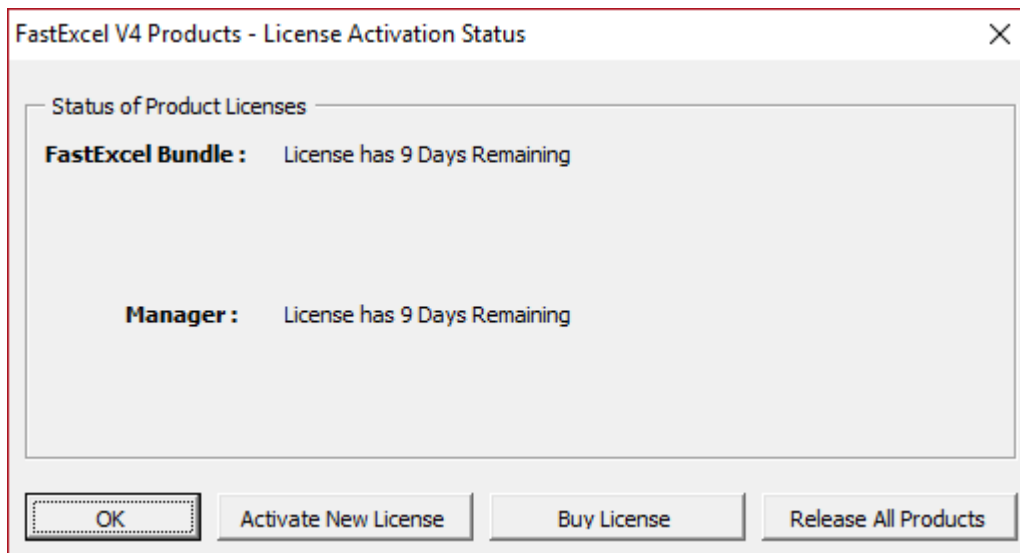 FastExcel V4 Products - License Activation Status
Status of Product Licenses
FastExcel Bundle : License has 9 Days Remaining
Manager : License has 9 Days Remaining
OK Activate New License Buy License Release All Products